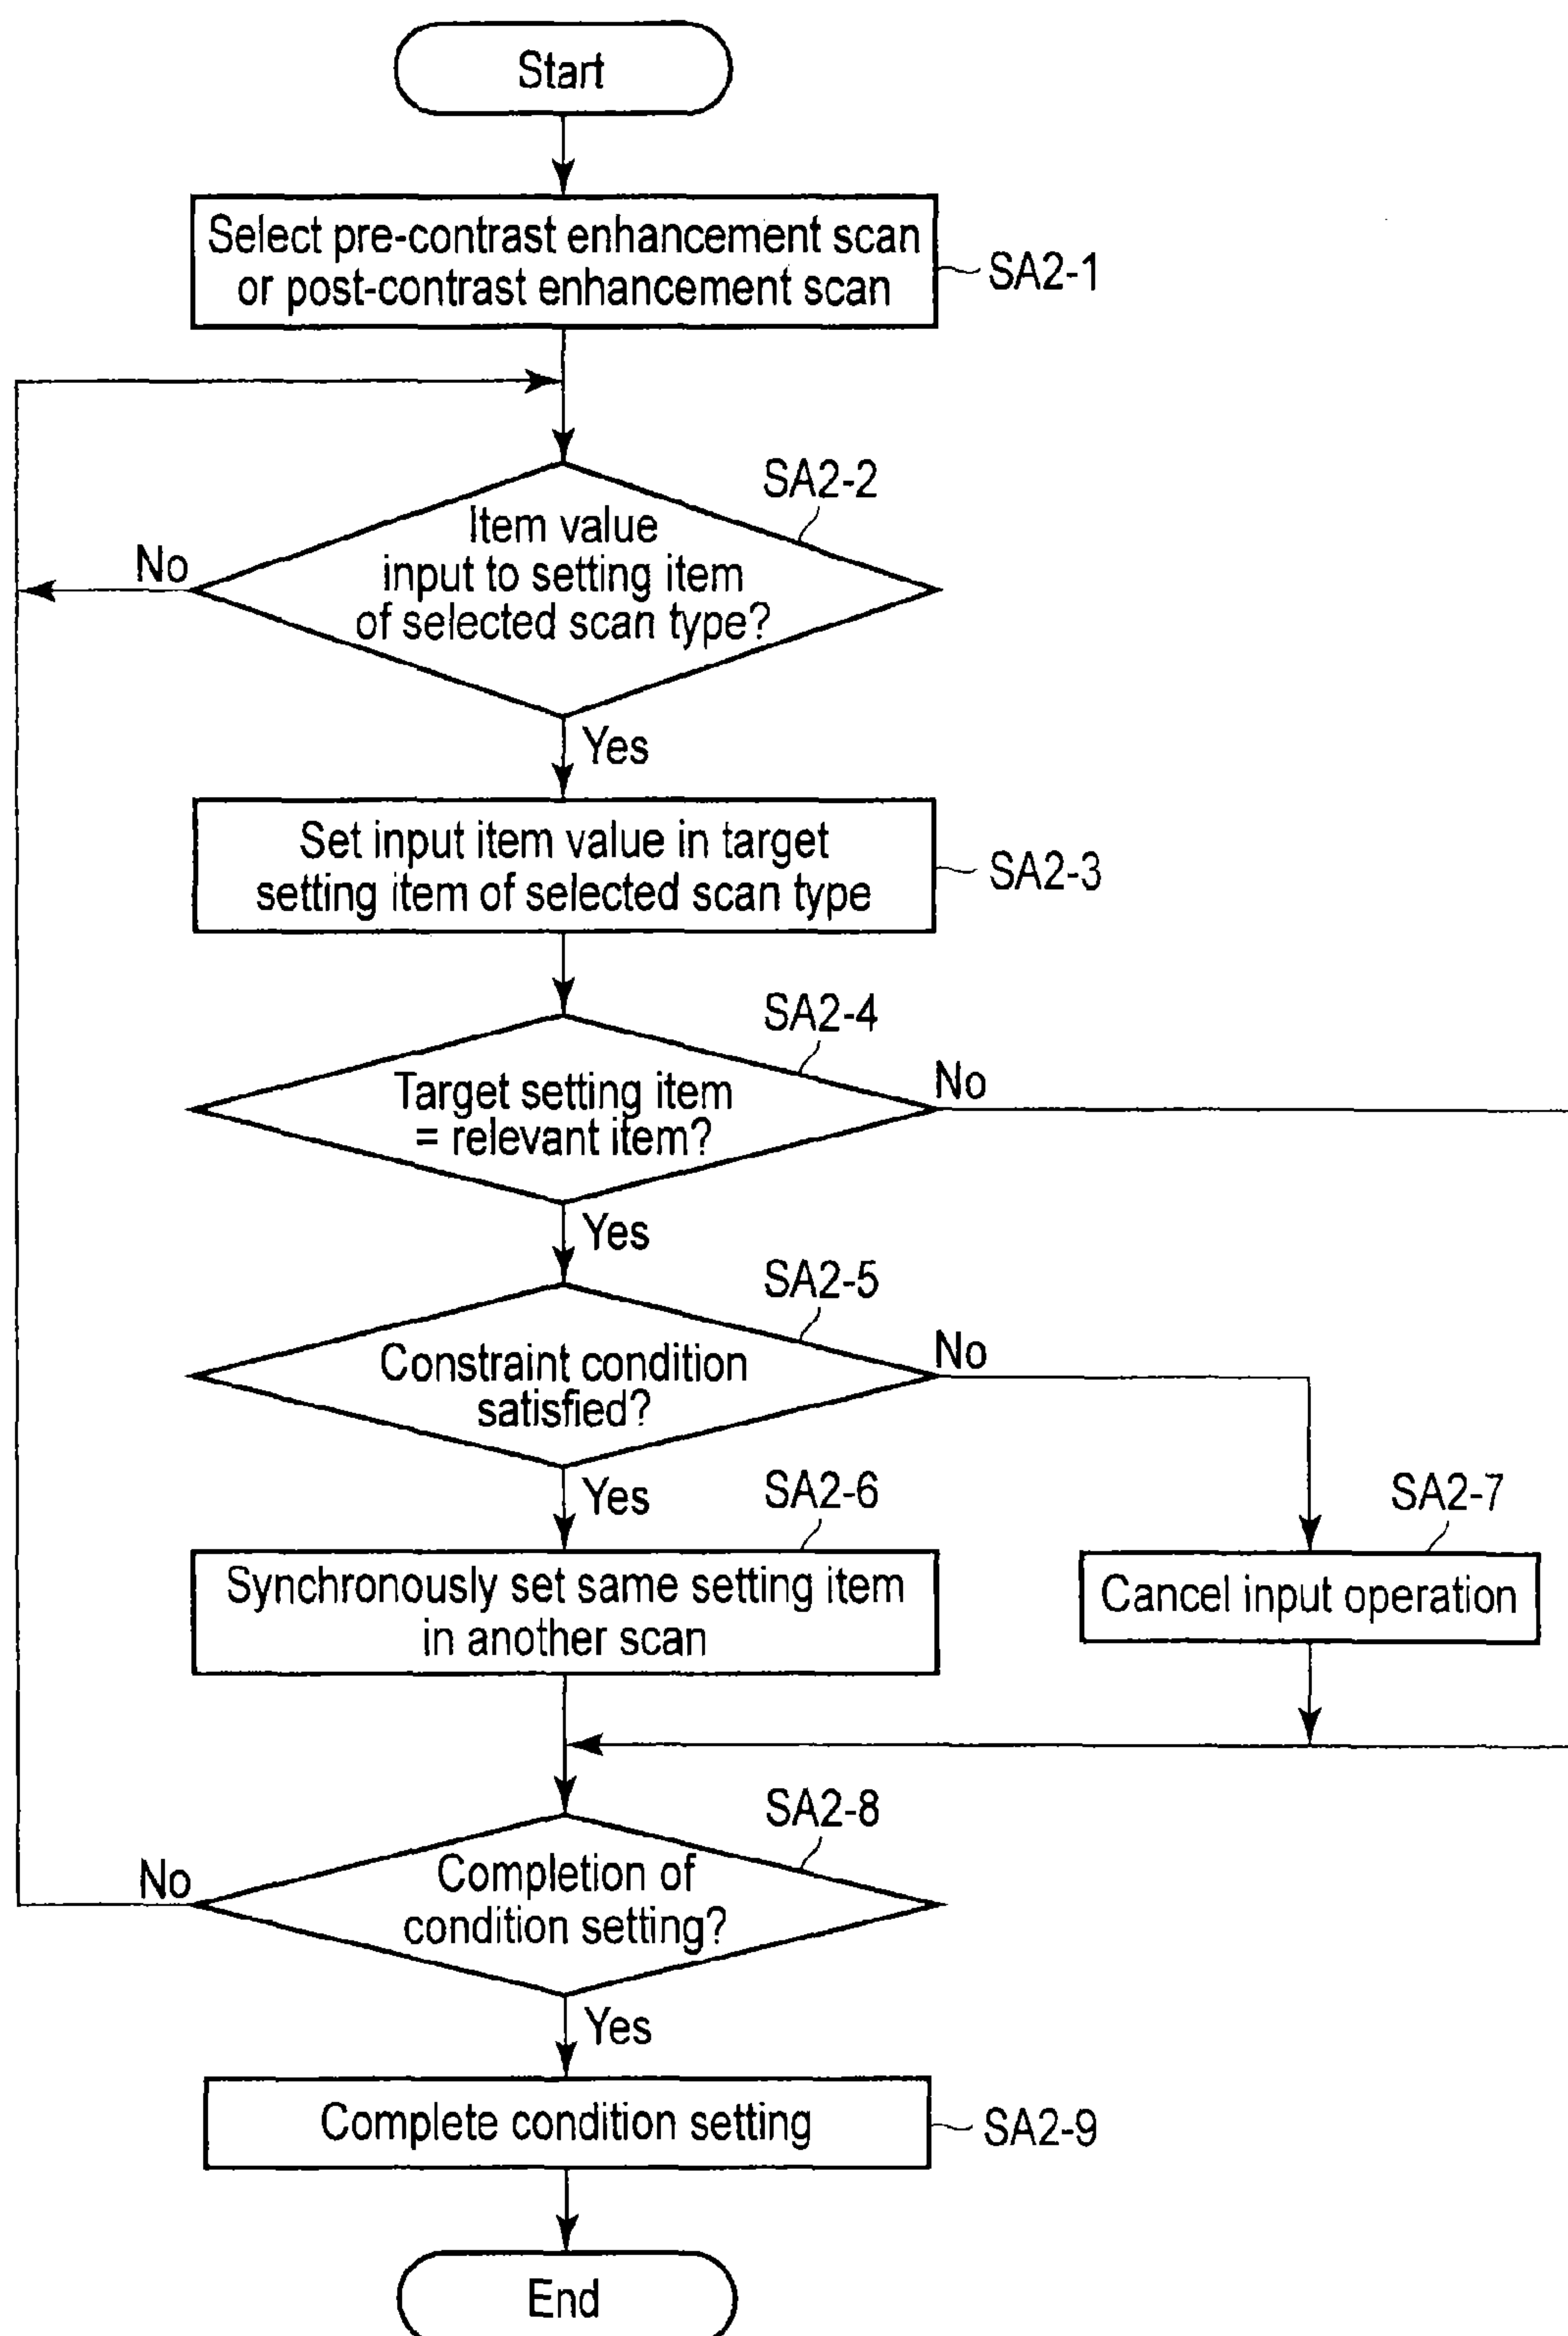 Start
Select pre-contrast enhancement scan
or post-contrast enhancement scan
SA2-1
SA2-2
Item value
input to setting item
of selected scan type?
No
Yes
Set input item value in target
setting item of selected scan type
SA2-3
SA2-4
Target setting item
= relevant item?
No
Yes
SA2-5
Constraint condition
satisfied?
No
Yes
SA2-6
Synchronously set same setting item
in another scan
SA2-7
Cancel input operation
SA2-8
Completion of
condition setting?
No
Yes
Complete condition setting
SA2-9
End